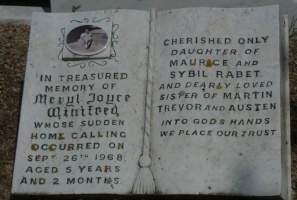 IN TREASURED
MEMORY OF
Meryl Joyce
Winifred
WHOSE SUDDEN
HOME CALLING
OCCURRED ON
SEPT 26TH 1968
AGED 5 YEARS
AND 2 MONTHS.
CHERISHED ONLY
DAUGHTER OF
MAURICE AND
SYBIL RABET
AND DEARLY LOVED
SISTER OF MARTIN
TREVOR AND AUSTEN
INTO GODS HANDS
WE PLACE OUR TRUST